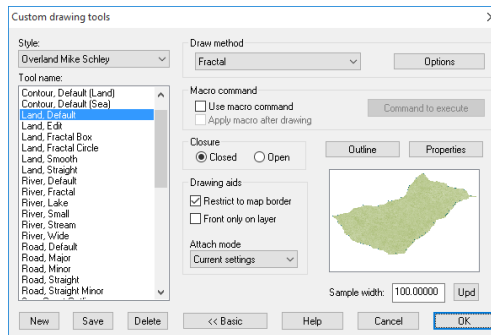 Custom drawing tools
Style:
Overland Mike Schley
Tool name:
Contour, Default (Land)
Contour, Default (Sea)
Land, Default
Land, Edit
Land, Fractal Box
Land, Fractal Circle
Land, Smooth
Land, Straight
River, Default
River, Fractal
River, Lake
River, Small
River, Stream
River, Wide
Road, Default
Road, Major
Road, Minor
Road, Straight
Road, Straight Minor
Draw method
Fractal
Options
Macro command
Use macro command
Apply macro after drawing
Command to execute
Closure
Closed
Open
Outline
Properties
Drawing aids
Restrict to map border
Front only on layer
Attach mode
Current settings
Sample width:
100.00000
Upd
New
Save
Delete
<< Basic
Help
Cancel
OK